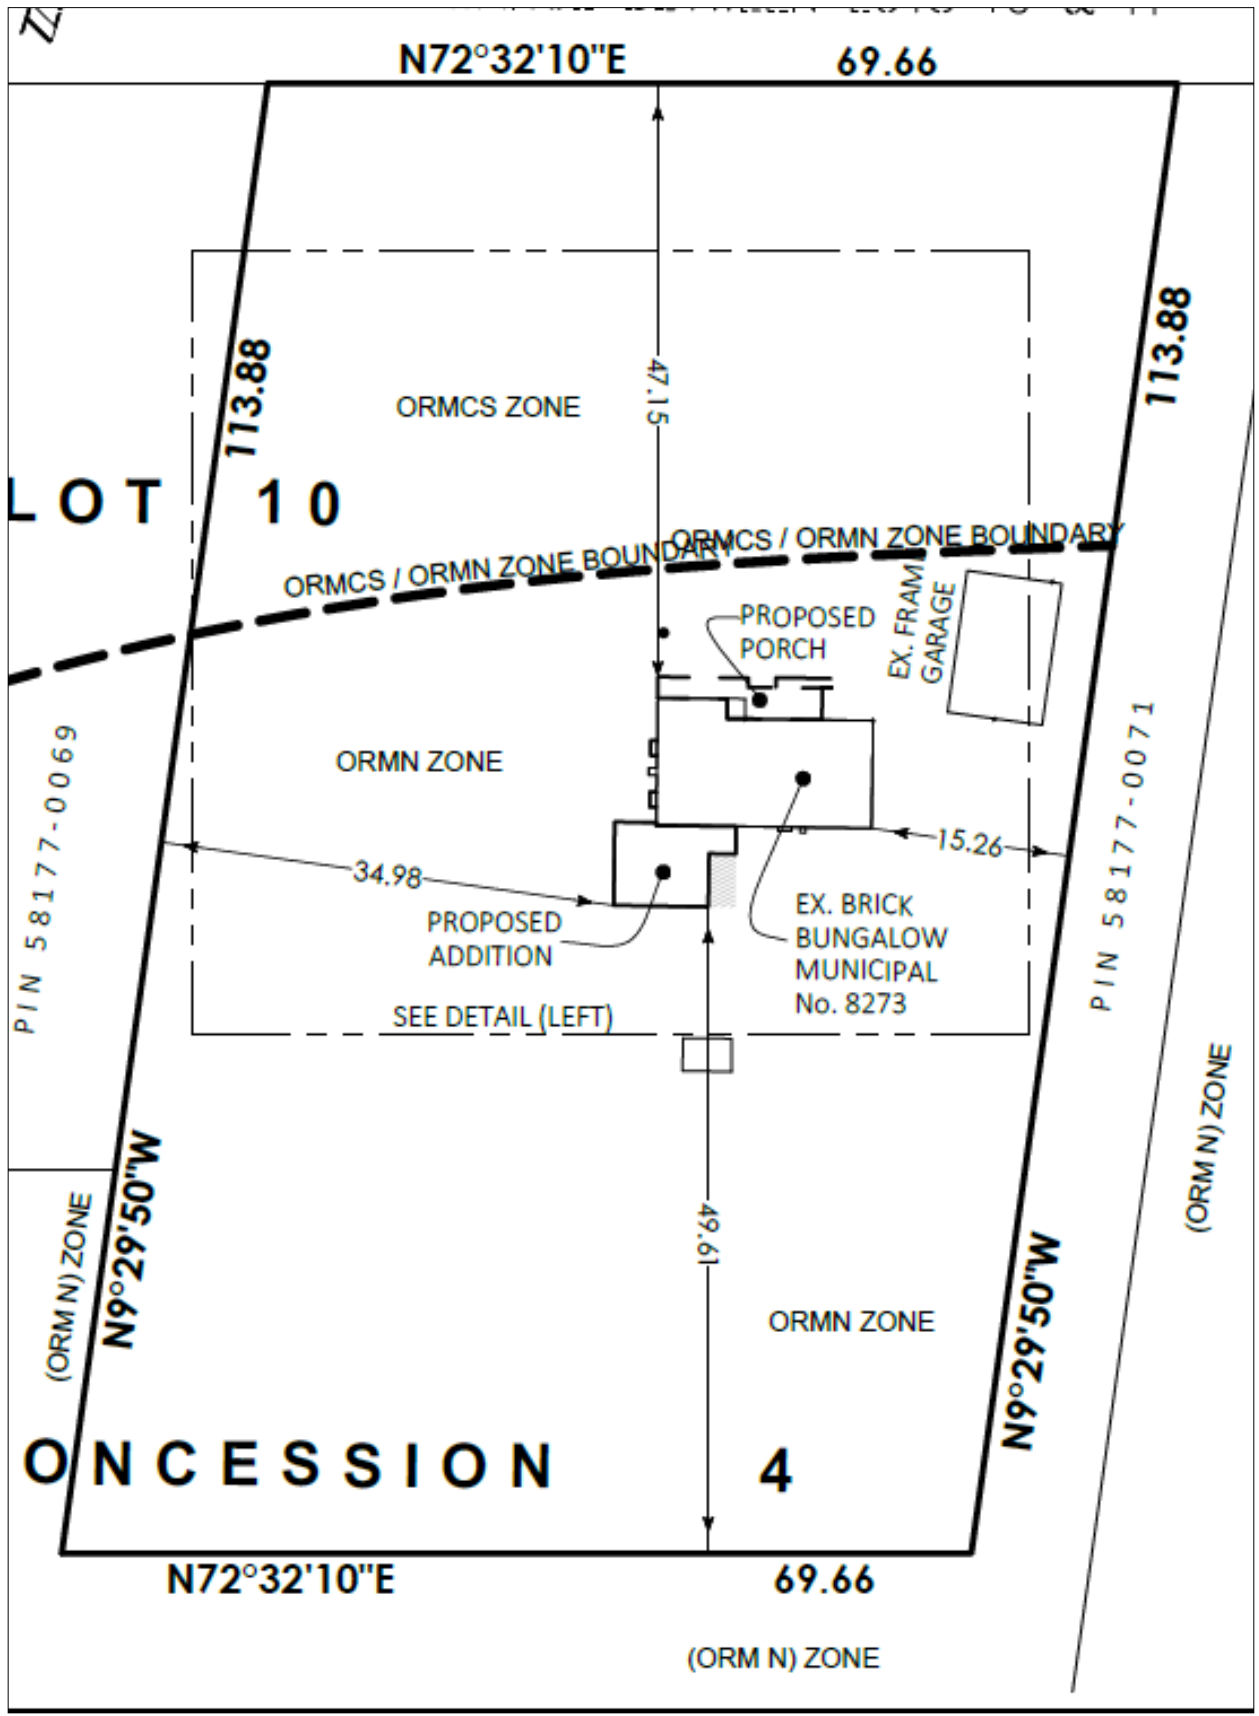 N72°32'10"E
69.66
113.88
113.88
47.15
ORMCS ZONE
LOT 10
ORMCS / ORMN ZONE BOUNDARY
ORMCS / ORMN ZONE BOUNDARY
PROPOSED
PORCH
EX. FRAME
GARAGE
ORMN ZONE
PIN 58177-0069
PIN 58177-0071
34.98
15.26
PROPOSED
ADDITION
EX. BRICK
BUNGALOW
MUNICIPAL
No. 8273
SEE DETAIL (LEFT)
(ORM N) ZONE
N9°29'50"W
(ORM N) ZONE
49.61
ORMN ZONE
N9°29'50"W
ONCESSION 4
N72°32'10"E
69.66
(ORM N) ZONE